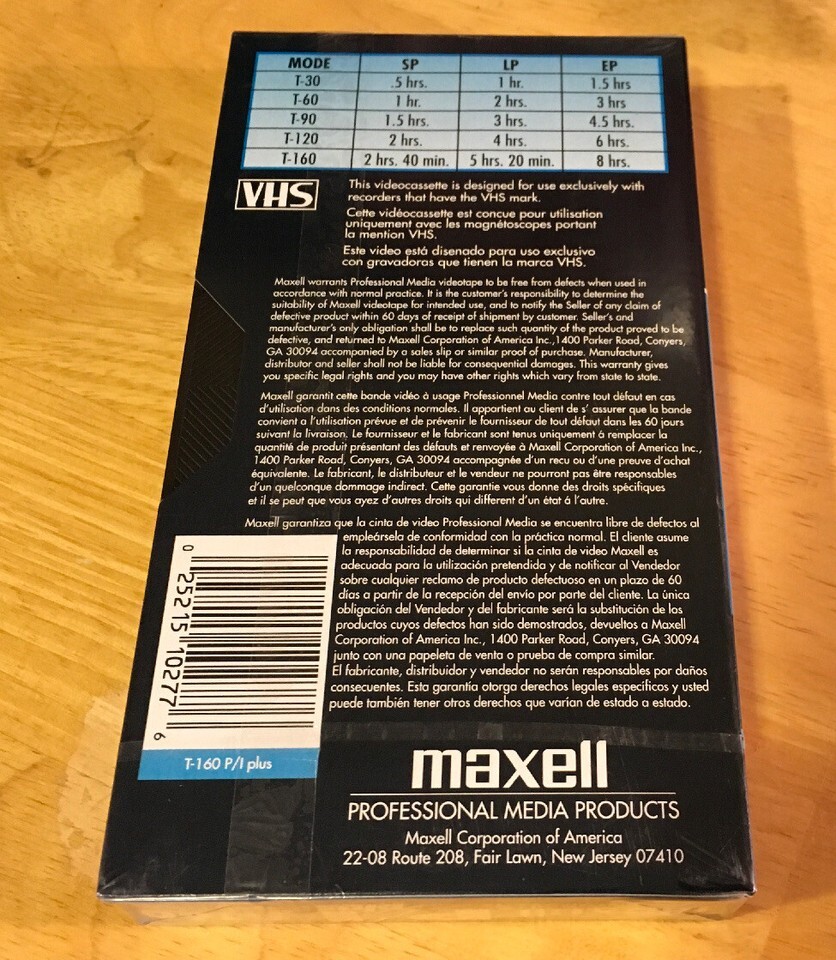 MODE SP LP EP
T-30 .5 hrs. 1 hr. 1.5 hrs
T-60 1 hr. 2 hrs. 3 hrs
T-90 1.5 hrs. 3 hrs. 4.5 hrs.
T-120 2 hrs. 4 hrs. 6 hrs.
T-160 2 hrs. 40 min. 5 hrs. 20 min. 8 hrs.
VHS
This videocassette is designed for use exclusively with
recorders that have the VHS mark.
Cette vidéocassette est concue pour utilisation
uniquement avec les magnétoscopes portant
la mention VHS.
Este video está disenado para uso exclusivo
con gravadoras que tienen la marca VHS.
Maxell warrants Professional Media videotape to be free from defects when used in
accordance with normal practice. It is the customer's responsibility to determine the
suitability of Maxell videotape for intended use, and to notify the Seller of any claim of
defective product within 60 days of receipt of shipment by customer. Seller's and
manufacturer's only obligation shall be to replace such quantity of the product proved to be
defective, and returned to Maxell Corporation of America Inc.,1400 Parker Road, Conyers,
GA 30094 accompanied by a sales slip or similar proof of purchase. Manufacturer,
distributor and seller shall not be liable for consequential damages. This warranty gives
you specific legal rights and you may have other rights which vary from state to state.
Maxell garantit cette bande vidéo à usage Professionnel Media contre tout défaut en cas
d'utilisation dans des conditions normales. Il apportient au client de s' assurer que la bande
convient a l'utilisation prévue et de prévenir le fournisseur de tout défaut dans les 60 jours
suivant la livraison. Le fournisseur et le fabricant sont tenus uniquement á remplacer la
quantité de produit présentant des défauts et renvoyée à Maxell Corporation of America Inc.,
1400 Parker Road, Conyers, GA 30094 accompagnée d'un recu ou d'une preuve d'achat
équivalente. Le fabricant, le distributeur et le vendeur ne pourront pas être responsables
d'un quelconque dommage indirect. Cette garantie vous donne des droits spécifiques
et il se peut que vous ayez d'autres droits qui different d'un état á l'autre.
Maxell garantiza que la cinta de video Professional Media se encuentra libre de defectos al
empleársela de conformidad con la práctica normal. El cliente asume
la responsabilidad de determinar si la cinta de video Maxell es
adecuada para la utilización pretendida y de notificar al Vendedor
sobre cualquier reclamo de producto defectuoso en un plazo de 60
días a partir de la recepción del envío por parte del cliente. La única
obligación del Vendedor y del fabricante será la substitución de los
productos cuyos defectos han sido demostrados, devueltos a Maxell
Corporation of America Inc., 1400 Parker Road, Conyers, GA 30094
junto con una papeleta de venta o prueba de compra similar.
El fabricante, distribuidor y vendedor no serán responsables por daños
consecuentes. Esta garantía otorga derechos legales específicos y usted
puede también tener otros derechos que varían de estado a estado.
0 25215 10277 6
T-160 P/I plus
maxell
PROFESSIONAL MEDIA PRODUCTS
Maxell Corporation of America
22-08 Route 208, Fair Lawn, New Jersey 07410